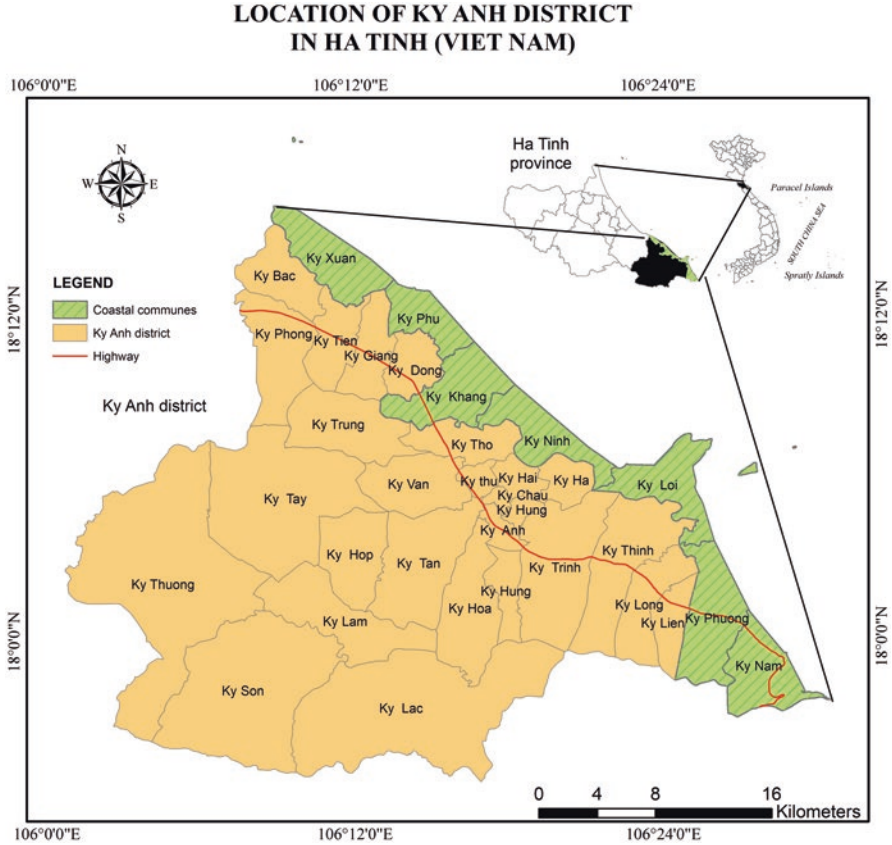 LOCATION OF KY ANH DISTRICT
IN HA TINH (VIET NAM)
106°0'0"E 106°12'0"E 106°24'0"E
N
W E
S
Ha Tinh
province
Paracel Islands
SOUTH CHINA SEA
Spratly Islands
18°12'0"N
18°12'0"N
LEGEND
Coastal communes
Ky Anh district
Highway
Ky Anh district
Ky Xuan
Ky Bac
Ky Phu
Ky Phong
Ky Tien
Ky Giang
Ky Dong
Ky Khang
Ky Trung
Ky Tho
Ky Ninh
Ky Van
Ky thu
Ky Hai
Ky Ha
Ky Loi
Ky Chau
Ky Hung
Ky Tay
Ky Anh
Ky Hop
Ky Tan
Ky Trinh
Ky Thinh
Ky Thuong
Ky Hung
Ky Hoa
Ky Long
Ky Lam
Ky Lien
Ky Phuong
Ky Nam
Ky Son
Ky Lac
18°0'0"N
18°0'0"N
0 4 8 16
Kilometers
106°0'0"E 106°12'0"E 106°24'0"E